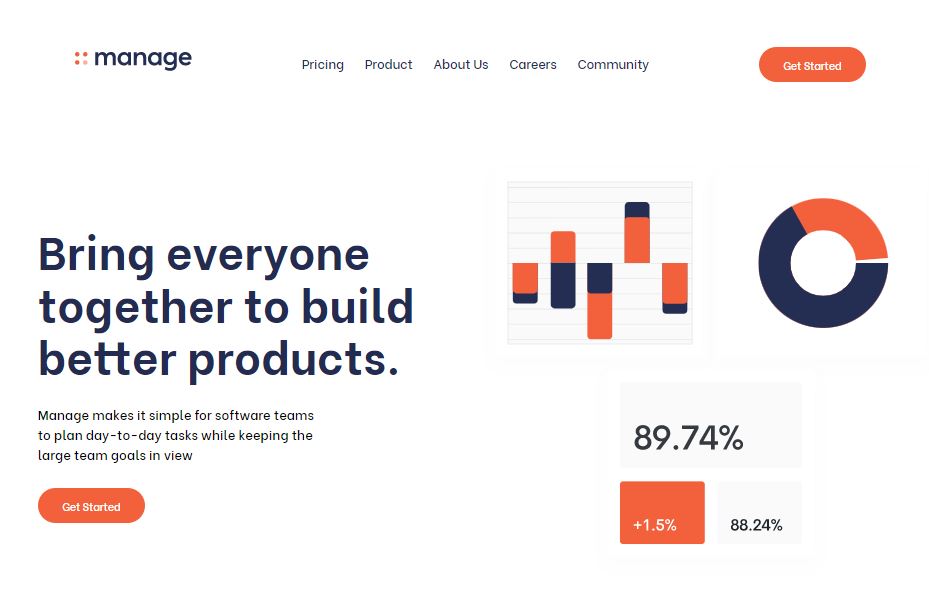 manage
Pricing Product About Us Careers Community
Get Started
Bring everyone
together to build
better products.
Manage makes it simple for software teams
to plan day-to-day tasks while keeping the
large team goals in view
Get Started
89.74%
+1.5% 88.24%